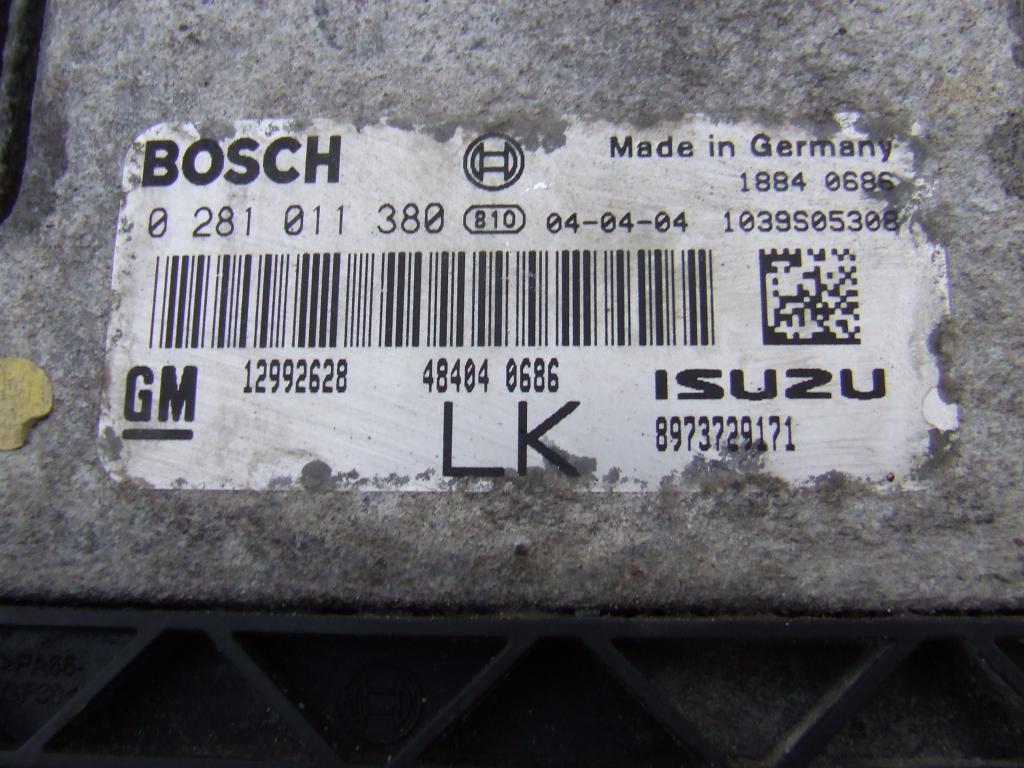 BOSCH
Made in Germany
1884 0686
0 281 011 380 810 04-04-04 1039S05308
GM 12992628 48404 0686 ISUZU
LK 8973729171
>PA66-